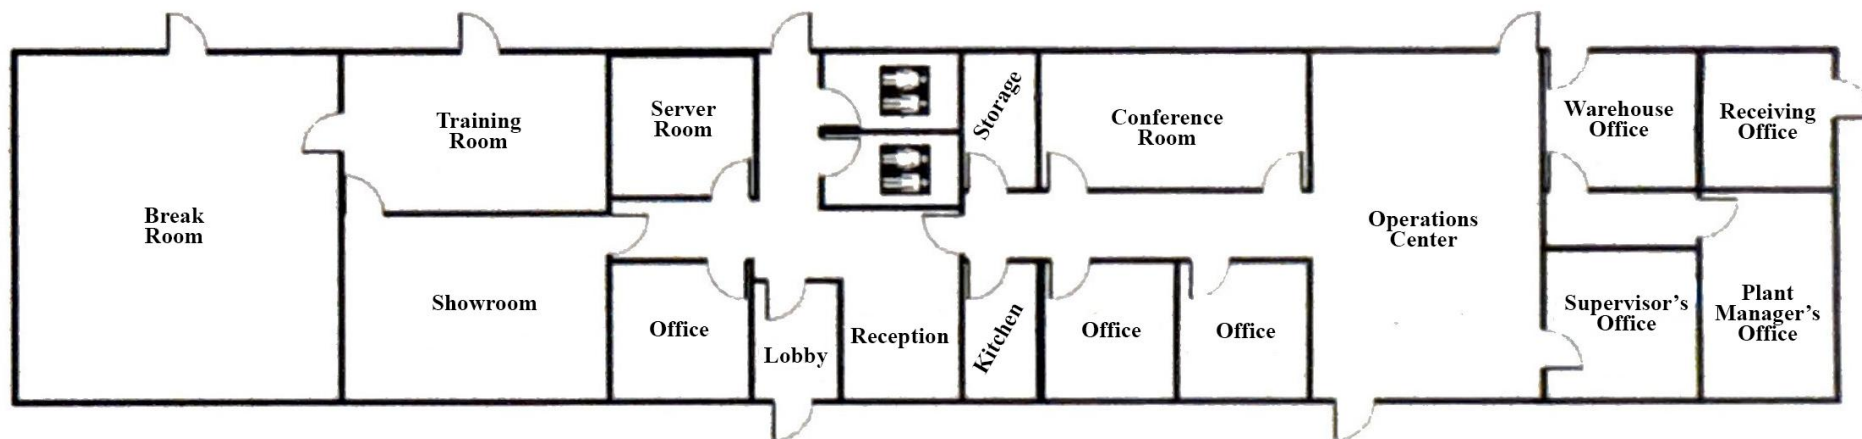 Break
Room
Training
Room
Showroom
Server
Room
Office
Lobby
Reception
Storage
Kitchen
Conference
Room
Office
Office
Operations
Center
Warehouse
Office
Receiving
Office
Supervisor's
Office
Plant
Manager's
Office